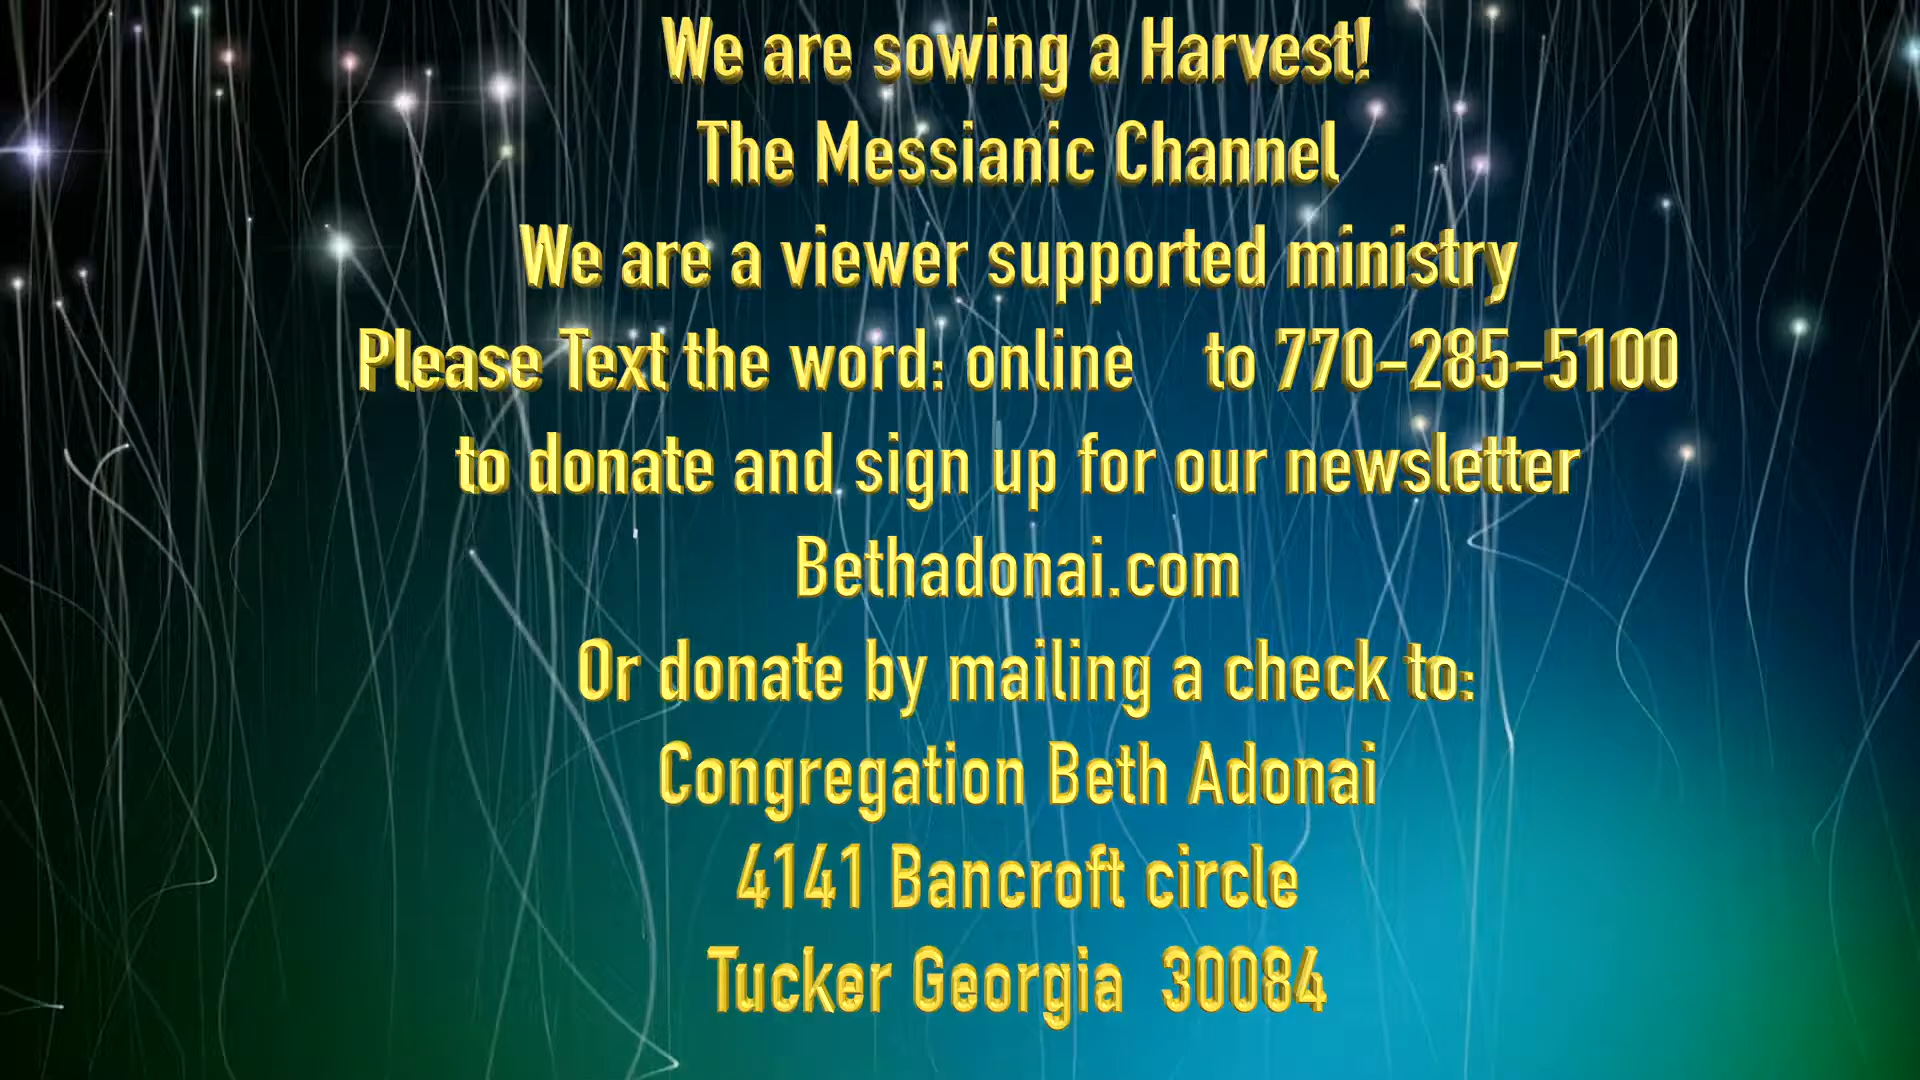 We are sowing a Harvest!
The Messianic Channel
We are a viewer supported ministry
Please Text the word: online to 770-285-5100
to donate and sign up for our newsletter
Bethadonai.com
Or donate by mailing a check to:
Congregation Beth Adonai
4141 Bancroft circle
Tucker Georgia 30084